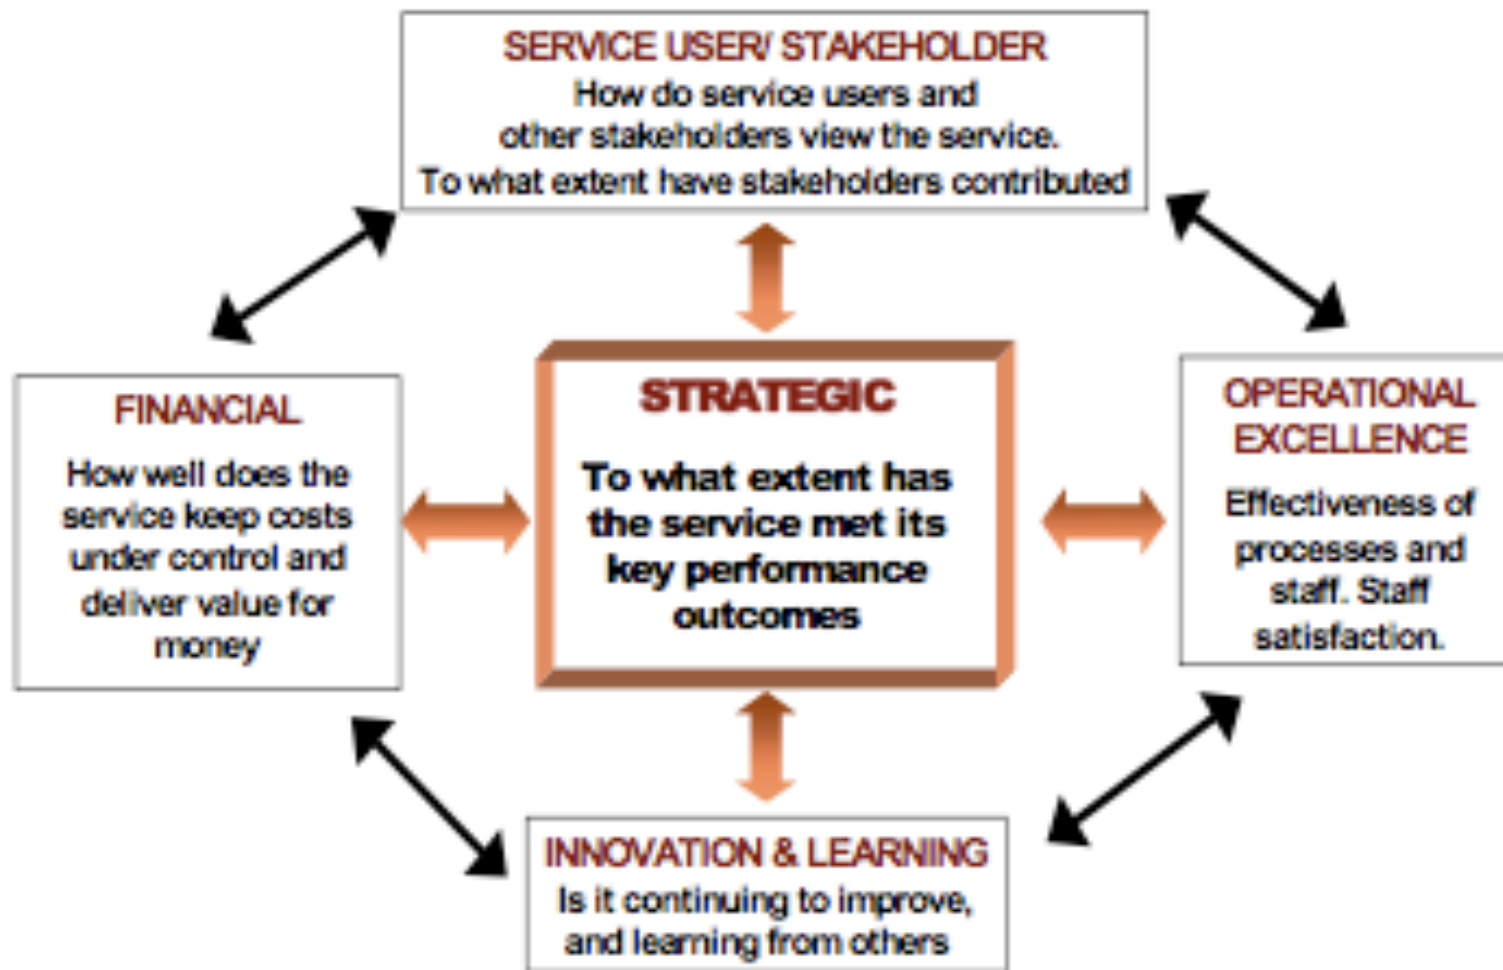 SERVICE USER/ STAKEHOLDER
How do service users and
other stakeholders view the service.
To what extent have stakeholders contributed
FINANCIAL
How well does the
service keep costs
under control and
deliver value for
money
STRATEGIC
To what extent has
the service met its
key performance
outcomes
OPERATIONAL
EXCELLENCE
Effectiveness of
processes and
staff. Staff
satisfaction.
INNOVATION & LEARNING
Is it continuing to improve,
and learning from others